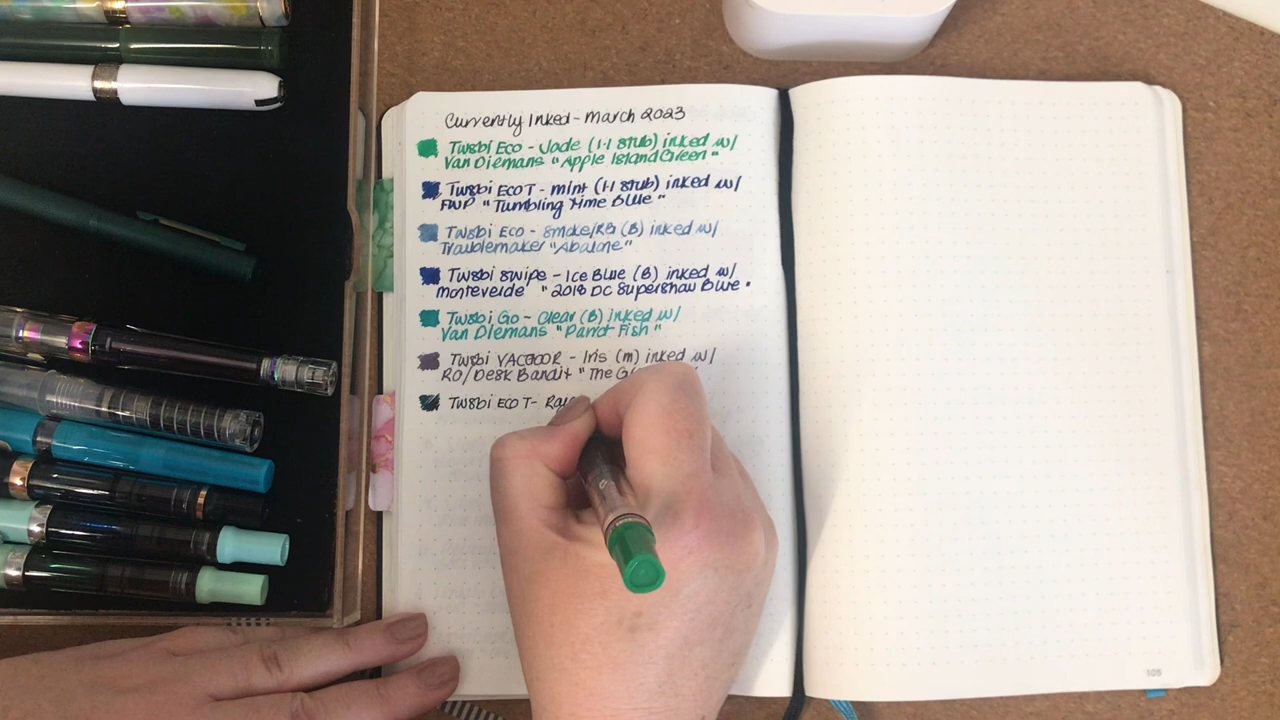 Currently Inked - March 2023
TWSBI ECO - Jade (1.1 stub) inked w/
Van Diemans "Apple Island Green"
TWSBI ECO T - mint (1.1 stub) inked w/
FWP "Tumbling Time Blue"
TWSBI ECO - Smoke/RG (B) inked w/
Troublemaker "Abalone"
TWSBI Swipe - Ice Blue (B) inked w/
Monteverde "2018 DC Supershow Blue"
TWSBI Go - Clear (B) inked w/
Van Diemans "Parrot Fish"
TWSBI VAC700R - Iris (m) inked w/
RO/Desk Bandit "The
TWSBI ECO T-
105